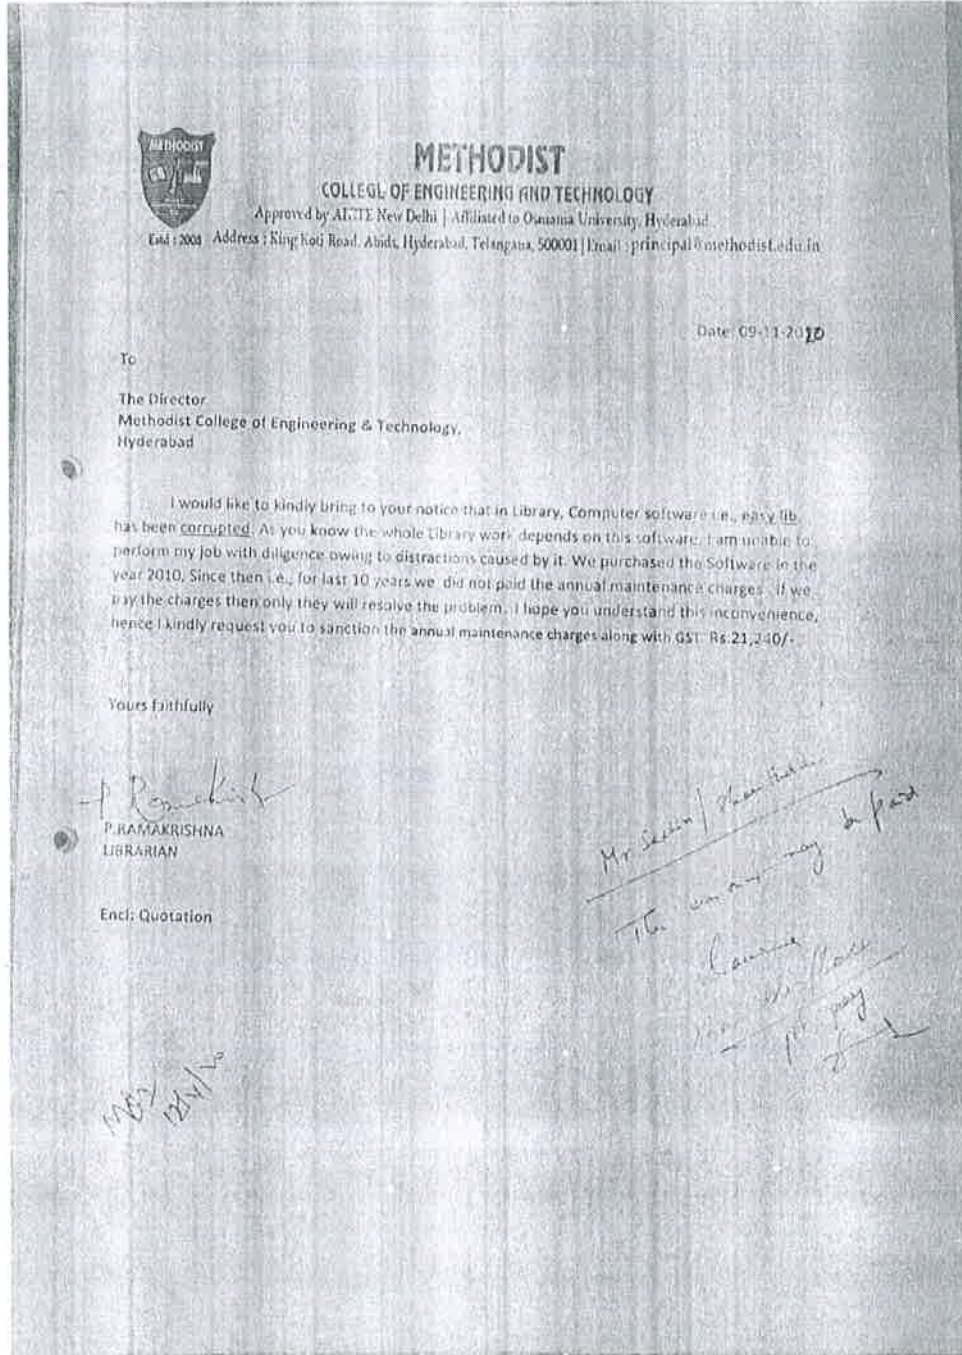 METHODIST
METHODIST
COLLEGE OF ENGINEERING AND TECHNOLOGY
Approved by AICTE New Delhi | Affiliated to Osmania University, Hyderabad.
Estd : 2008 Address : King Koti Road, Abids, Hyderabad, Telangana, 500001 | Email : principal@methodist.edu.in
Date: 09-11-2020
To
The Director
Methodist College of Engineering & Technology,
Hyderabad
I would like to kindly bring to your notice that in Library, Computer software i.e., easy lib
has been corrupted. As you know the whole Library work depends on this software. I am unable to
perform my job with diligence owing to distractions caused by it. We purchased the Software in the
year 2010. Since then i.e., for last 10 years we did not paid the annual maintenance charges. If we
pay the charges then only they will resolve the problem. I hope you understand this inconvenience,
hence I kindly request you to sanction the annual maintenance charges along with GST Rs.21,240/-
Yours faithfully
P Ramakrish
P.RAMAKRISHNA
LIBRARIAN
Mr.
The may be paid
Encl: Quotation